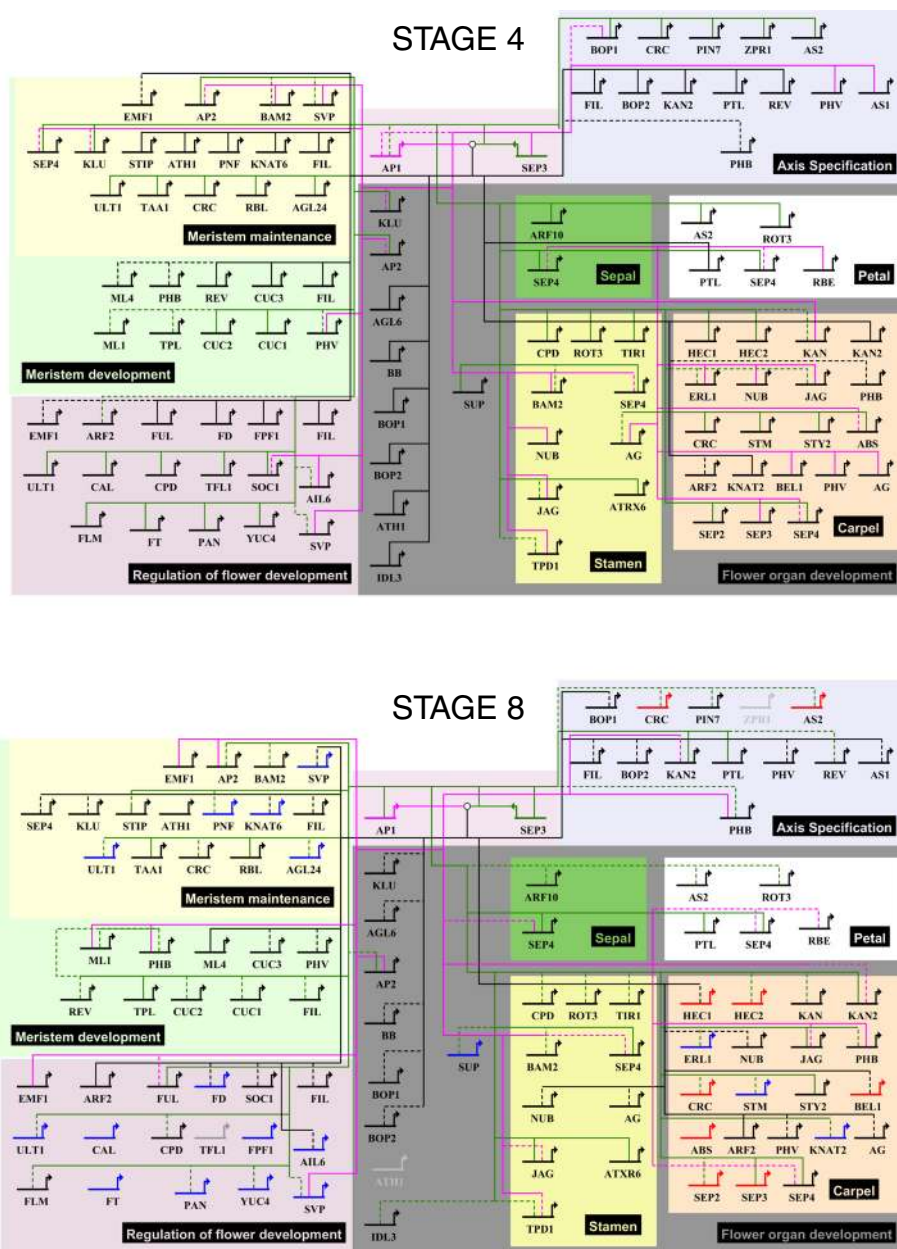 STAGE 4
BOP1 CRC PIN7 ZPR1 AS2
EMF1 AP2 BAM2 SVP
FIL BOP2 KAN2 PTL REV PHV AS1
SEP4 KLU STIP ATH1 PNF KNAT6 FIL
AP1 SEP3
PHB
Axis Specification
ULT1 TAA1 CRC RBL AGL24
Meristem maintenance
KLU
ARF10
AS2 ROT3
AP2
SEP4
Sepal
PTL SEP4 RBE
Petal
ML4 PHB REV CUC3 FIL
AGL6
ML1 TPL CUC2 CUC1 PHV
CPD ROT3 TIR1
HEC1 HEC2 KAN KAN2
Meristem development
BB
SUP
BAM2 SEP4
ERL1 NUB JAG PHB
EMF1 ARF2 FUL FD FPF1 FIL
BOP1
NUB AG
CRC STM STY2 ABS
ULT1 CAL CPD TFL1 SOC1
AIL6
BOP2
ARF2 KNAT2 BEL1 PHV AG
JAG ATRX6
FLM FT PAN YUC4 SVP
ATH1
SEP2 SEP3 SEP4
Carpel
TPD1
Stamen
Regulation of flower development
IDL3
Flower organ development
STAGE 8
BOP1 CRC PIN7 ZPR1 AS2
EMF1 AP2 BAM2 SVP
FIL BOP2 KAN2 PTL PHV REV AS1
SEP4 KLU STIP ATH1 PNF KNAT6 FIL
AP1 SEP3
PHB
Axis Specification
ULT1 TAA1 CRC RBL AGL24
Meristem maintenance
KLU
ARF10
AS2 ROT3
AGL6
SEP4
Sepal
PTL SEP4 RBE
Petal
ML1 PHB ML4 CUC3 PHV
AP2
REV TPL CUC2 CUC1 FIL
CPD ROT3 TIR1
HEC1 HEC2 KAN KAN2
Meristem development
BB
SUP
BAM2 SEP4
ERL1 NUB JAG PHB
EMF1 ARF2 FUL FD SOC1 FIL
BOP1
NUB AG
CRC STM STY2 BEL1
ULT1 CAL CPD TFL1 FPF1
AIL6
BOP2
ABS ARF2 PHV KNAT2 AG
JAG ATXR6
FLM FT PAN YUC4 SVP
ATH1
SEP2 SEP3 SEP4
Carpel
TPD1
Stamen
Regulation of flower development
IDL3
Flower organ development